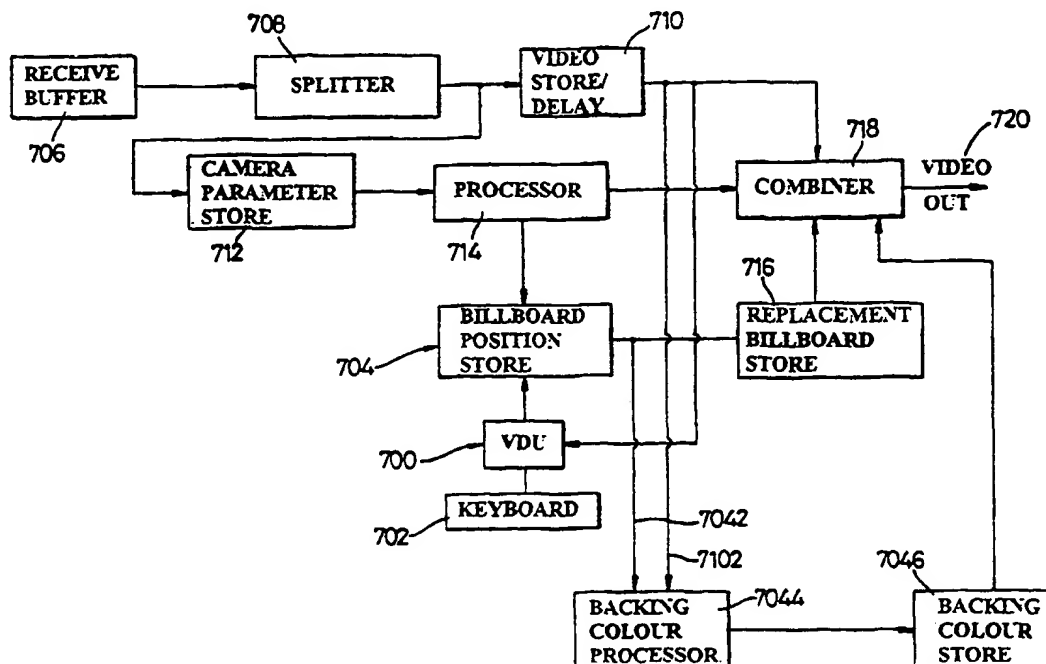 708
710
RECEIVE
BUFFER
706
SPLITTER
VIDEO
STORE/
DELAY
718
720
CAMERA
PARAMETER
STORE
712
PROCESSOR
714
COMBINER
VIDEO
OUT
716
BILLBOARD
POSITION
STORE
704
REPLACEMENT
BILLBOARD
STORE
700
VDU
702
KEYBOARD
7042
7102
7044
7046
BACKING
COLOUR
PROCESSOR
BACKING
COLOUR
STORE